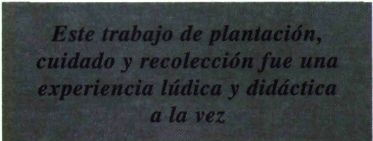 Este trabajo de plantación,
cuidado y recolección fue una
experiencia lúdica y didáctica
a la vez